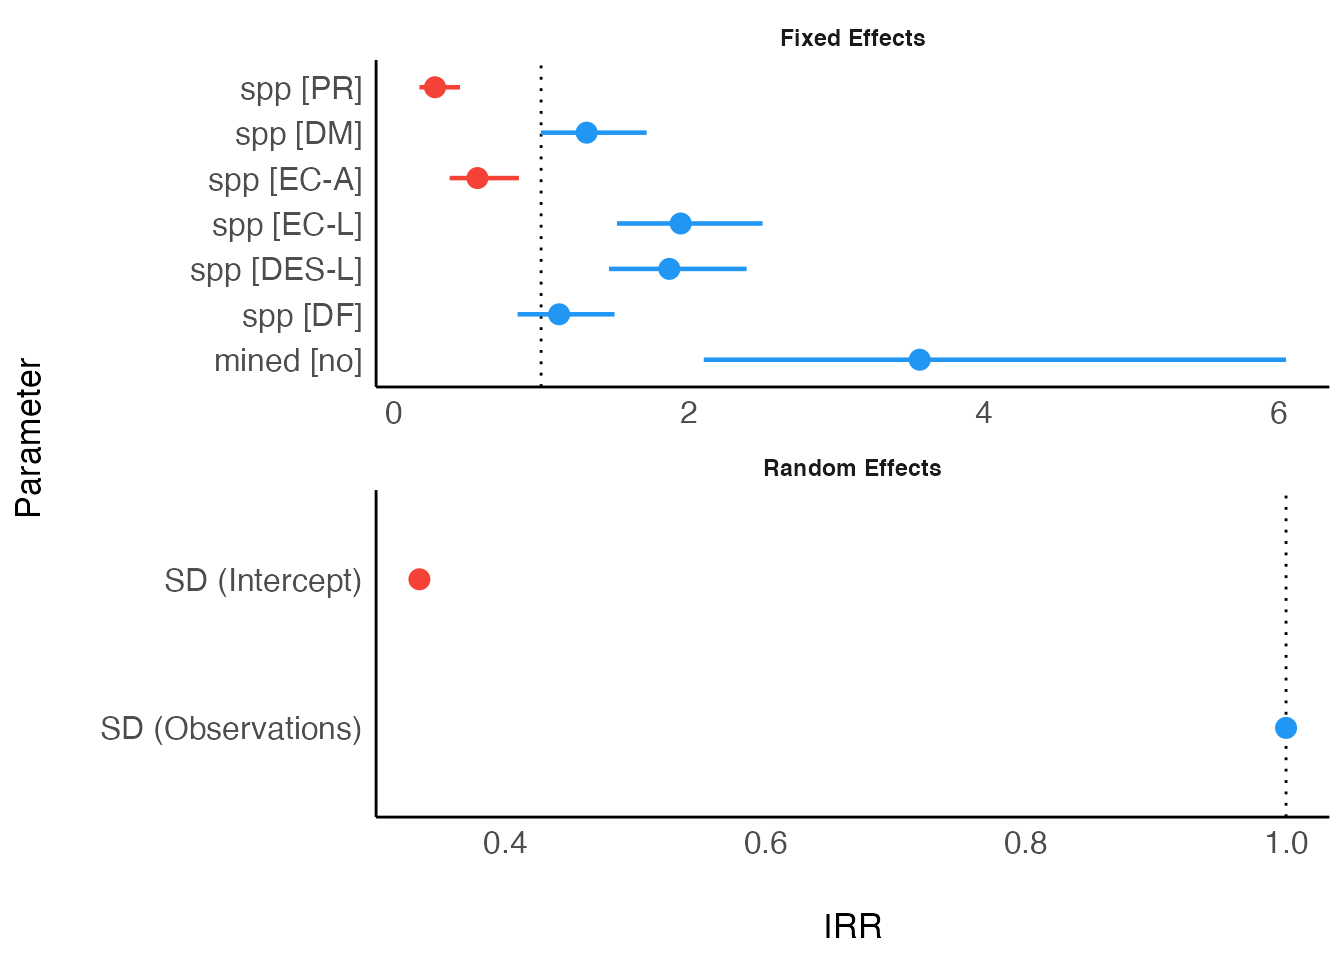 Fixed Effects
spp [PR]
spp [DM]
spp [EC-A]
spp [EC-L]
spp [DES-L]
spp [DF]
mined [no]
0 2 4 6
Parameter
Random Effects
SD (Intercept)
SD (Observations)
0.4 0.6 0.8 1.0
IRR